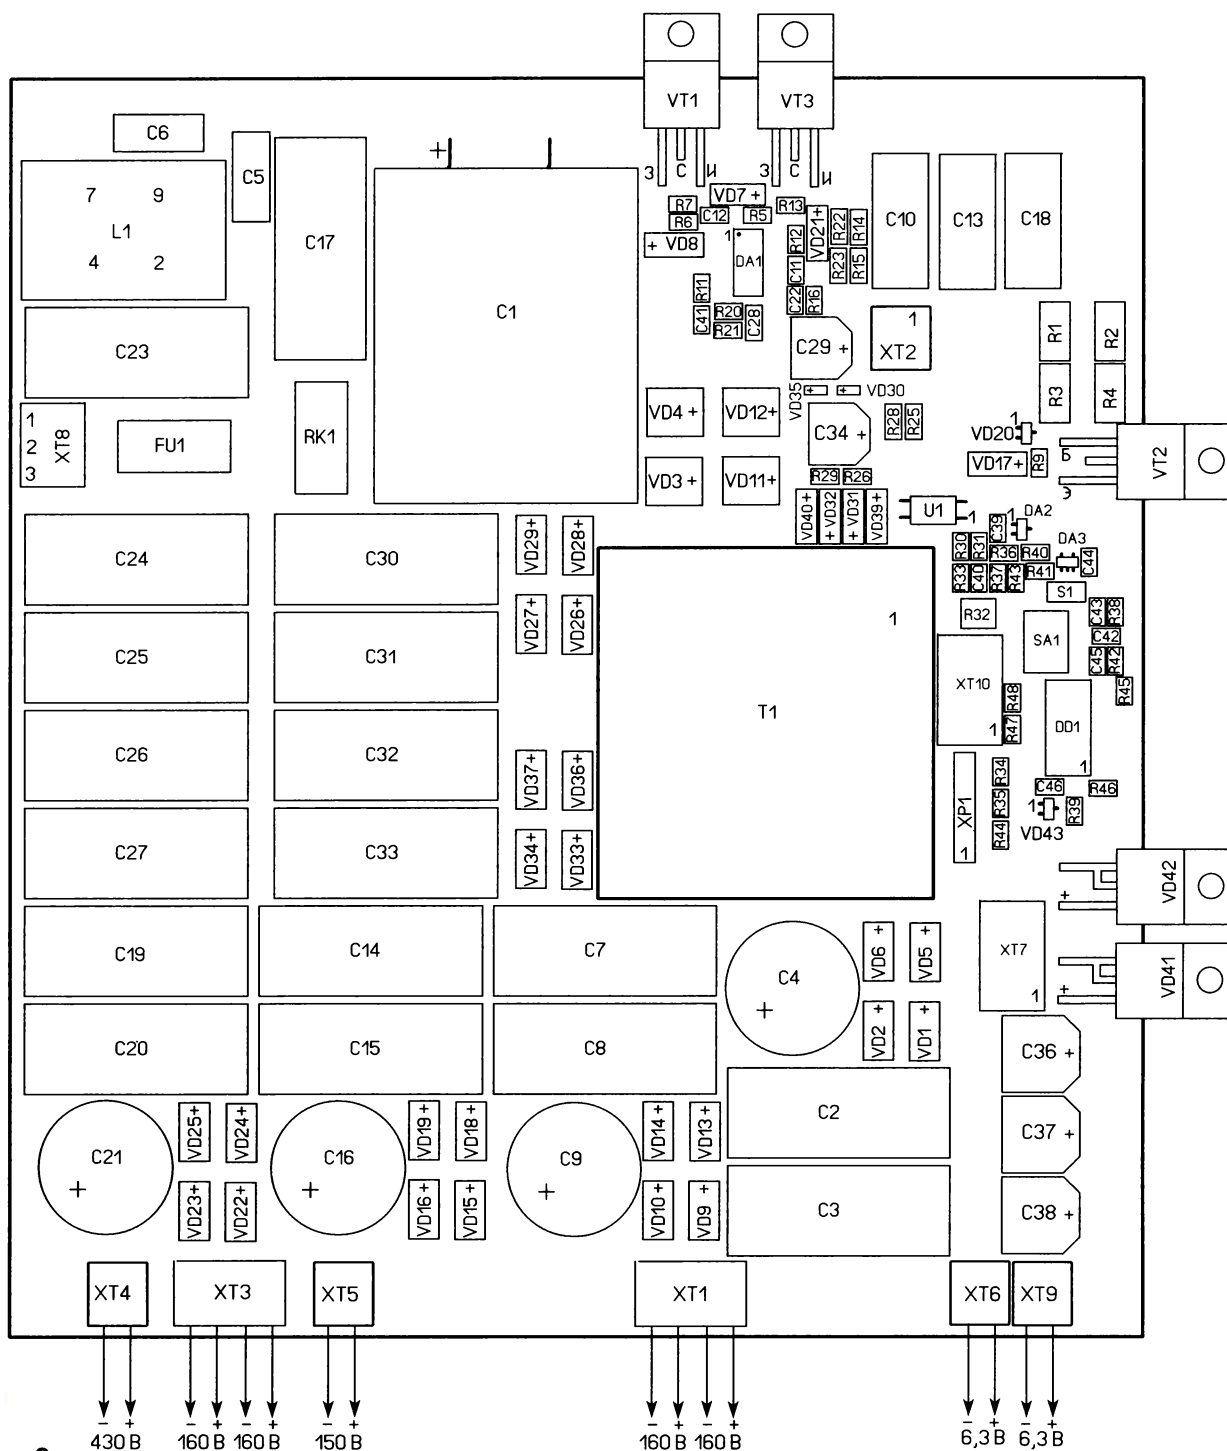 VT1
VT3
З С И
З С И
C6
C5
7 9
L1
4 2
C17
+
C1
R7
R6
C12
VD7 +
R5
R13
+ VD8
1
DA1
R12
VD21+
R22
R14
C11
R23
R15
C10
C13
C18
R11
C41
R20
R21
C28
C22
R16
C29 +
1
XT2
R1
R2
R3
R4
C23
1
2
3
XT8
FU1
RK1
VD4 +
VD12+
VD35
+
+
VD30
C34 +
R28
R25
VD3 +
VD11+
R29
R26
1
VD20
VD17+
R9
Б
Э
VT2
VD40+
+ VD32
+ VD31
VD39+
U1
1
C39
1
DA2
R30
R31
R36
R40
DA3
C44
R33
C40
R37
R43
R41
S1
R32
C43
R38
C42
C45
R42
R45
SA1
XT10
1
R48
R47
DD1
1
C24
C30
VD29+
VD28+
VD27+
VD26+
C25
C31
1
T1
C26
C32
VD37+
VD36+
VD34+
VD33+
C27
C33
XP1
1
R34
R35
R44
C46
R46
1
R39
VD43
VD42
+
VD41
+
C19
C14
C7
C4
+
VD6 +
VD5 +
VD2 +
VD1 +
XT7
1
C20
C15
C8
C36 +
C2
C37 +
C3
C38 +
C21
+
VD25+
VD24+
VD23+
VD22+
C16
+
VD19+
VD18+
VD16+
VD15+
C9
+
VD14+
VD13+
VD10+
VD9 +
XT4
XT3
XT5
XT1
XT6
XT9
− +
430 В
− + − +
160 В 160 В
− +
150 В
− + − +
160 В 160 В
− +
6,3 В
− +
6,3 В